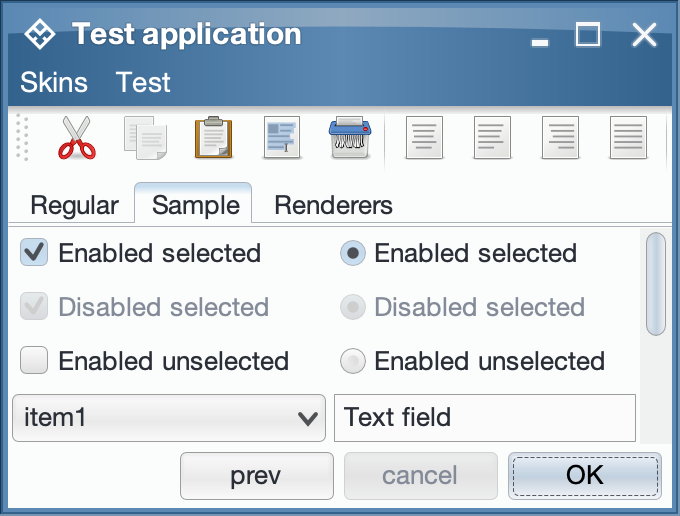 Test application
Skins Test
Regular Sample Renderers
Enabled selected Enabled selected
Disabled selected Disabled selected
Enabled unselected Enabled unselected
item1 Text field
prev cancel OK